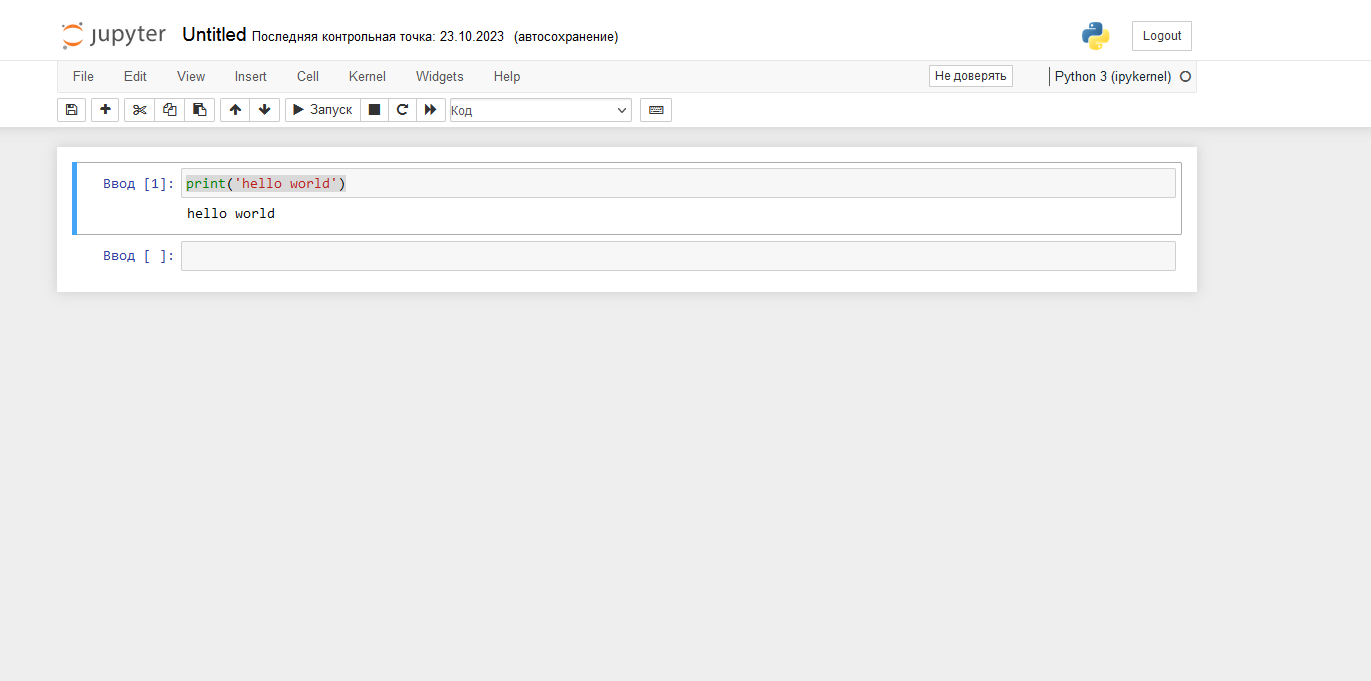 jupyter Untitled Последняя контрольная точка: 23.10.2023 (автосохранение) Logout
File Edit View Insert Cell Kernel Widgets Help Не доверять Python 3 (ipykernel)
Запуск Код
Ввод [1]: print('hello world')
hello world
Ввод [ ]: